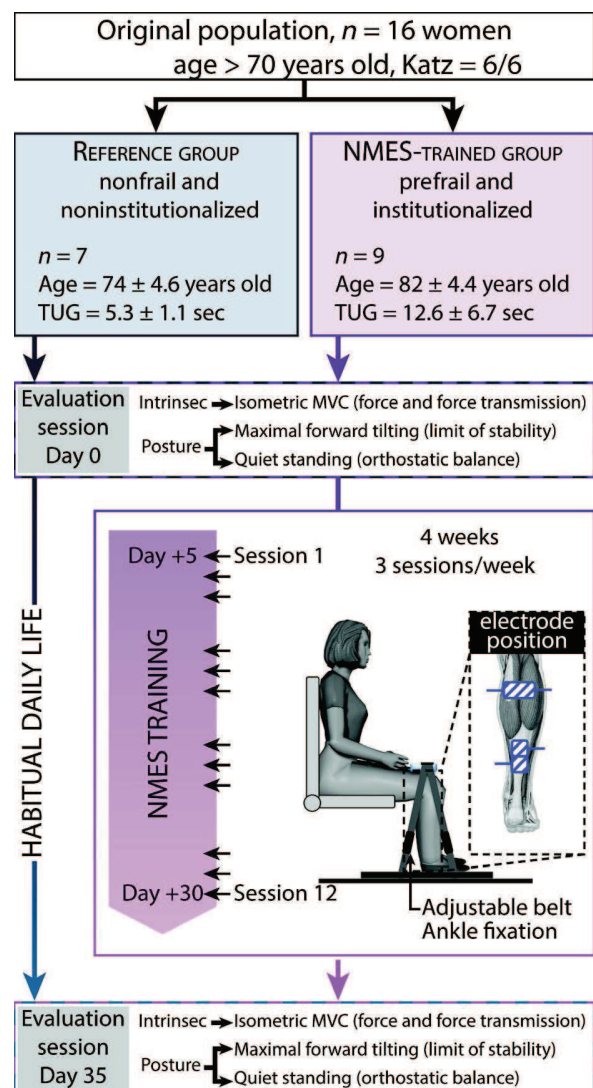 Original population, n = 16 women
age > 70 years old, Katz = 6/6
REFERENCE GROUP
nonfrail and
noninstitutionalized
n = 7
Age = 74 ± 4.6 years old
TUG = 5.3 ± 1.1 sec
NMES-TRAINED GROUP
prefrail and
institutionalized
n = 9
Age = 82 ± 4.4 years old
TUG = 12.6 ± 6.7 sec
Evaluation
session
Day 0
Intrinsec
Isometric MVC (force and force transmission)
Posture
Maximal forward tilting (limit of stability)
Quiet standing (orthostatic balance)
HABITUAL DAILY LIFE
4 weeks
3 sessions/week
Day +5
Session 1
NMES TRAINING
electrode
position
Day +30
Session 12
Adjustable belt
Ankle fixation
Evaluation
session
Day 35
Intrinsec
Isometric MVC (force and force transmission)
Posture
Maximal forward tilting (limit of stability)
Quiet standing (orthostatic balance)